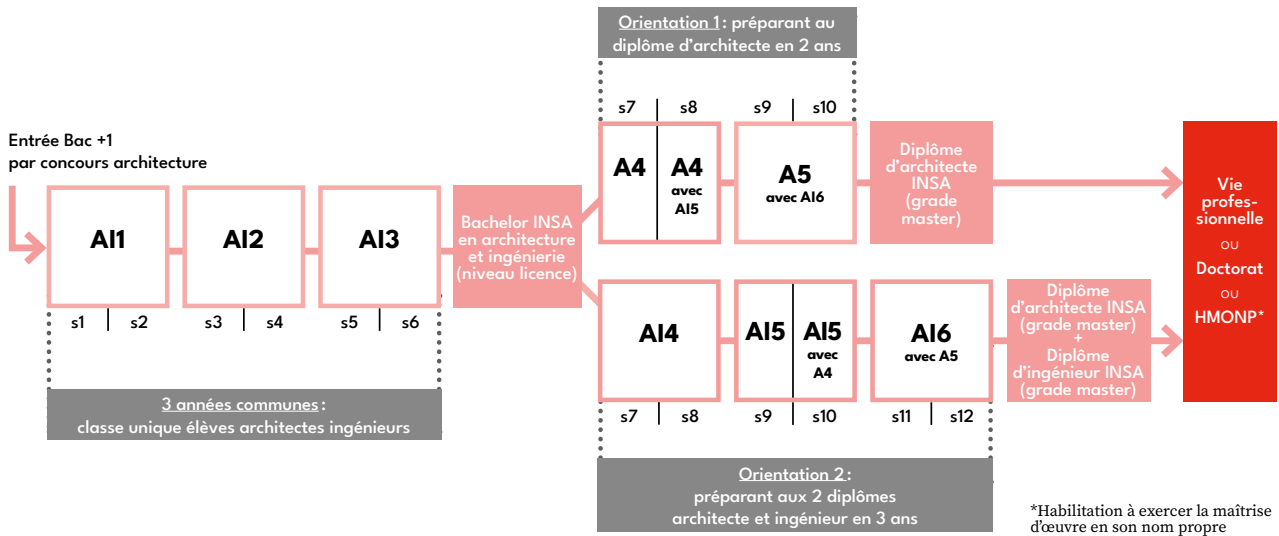 Orientation 1 : préparant au
diplôme d'architecte en 2 ans
s7
s8
s9
s10
Entrée Bac +1
par concours architecture
A4
A4
avec
AI5
A5
avec AI6
Diplôme
d'architecte
INSA
(grade
master)
AI1
AI2
AI3
s1
s2
s3
s4
s5
s6
Bachelor INSA
en architecture
et ingénierie
(niveau licence)
3 années communes :
classe unique élèves architectes ingénieurs
AI4
AI5
AI5
avec
A4
AI6
avec A5
s7
s8
s9
s10
s11
s12
Diplôme
d'architecte INSA
(grade master)
+
Diplôme
d'ingénieur INSA
(grade master)
Vie
profes-
sionnelle
OU
Doctorat
OU
HMONP*
Orientation 2 :
préparant aux 2 diplômes
architecte et ingénieur en 3 ans
*Habilitation à exercer la maîtrise
d'œuvre en son nom propre